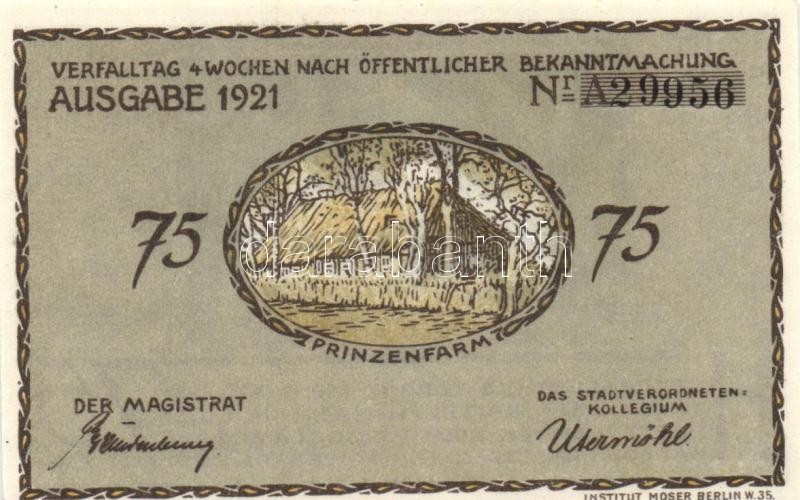 VERFALLTAG 4 WOCHEN NACH ÖFFENTLICHER BEKANNTMACHUNG
AUSGABE 1921
Nr A29956
75
75
darabanth
PRINZENFARM
DER MAGISTRAT
DAS STADTVERORDNETEN=
KOLLEGIUM
Utermöhl
INSTITUT MOSER BERLIN W.35.